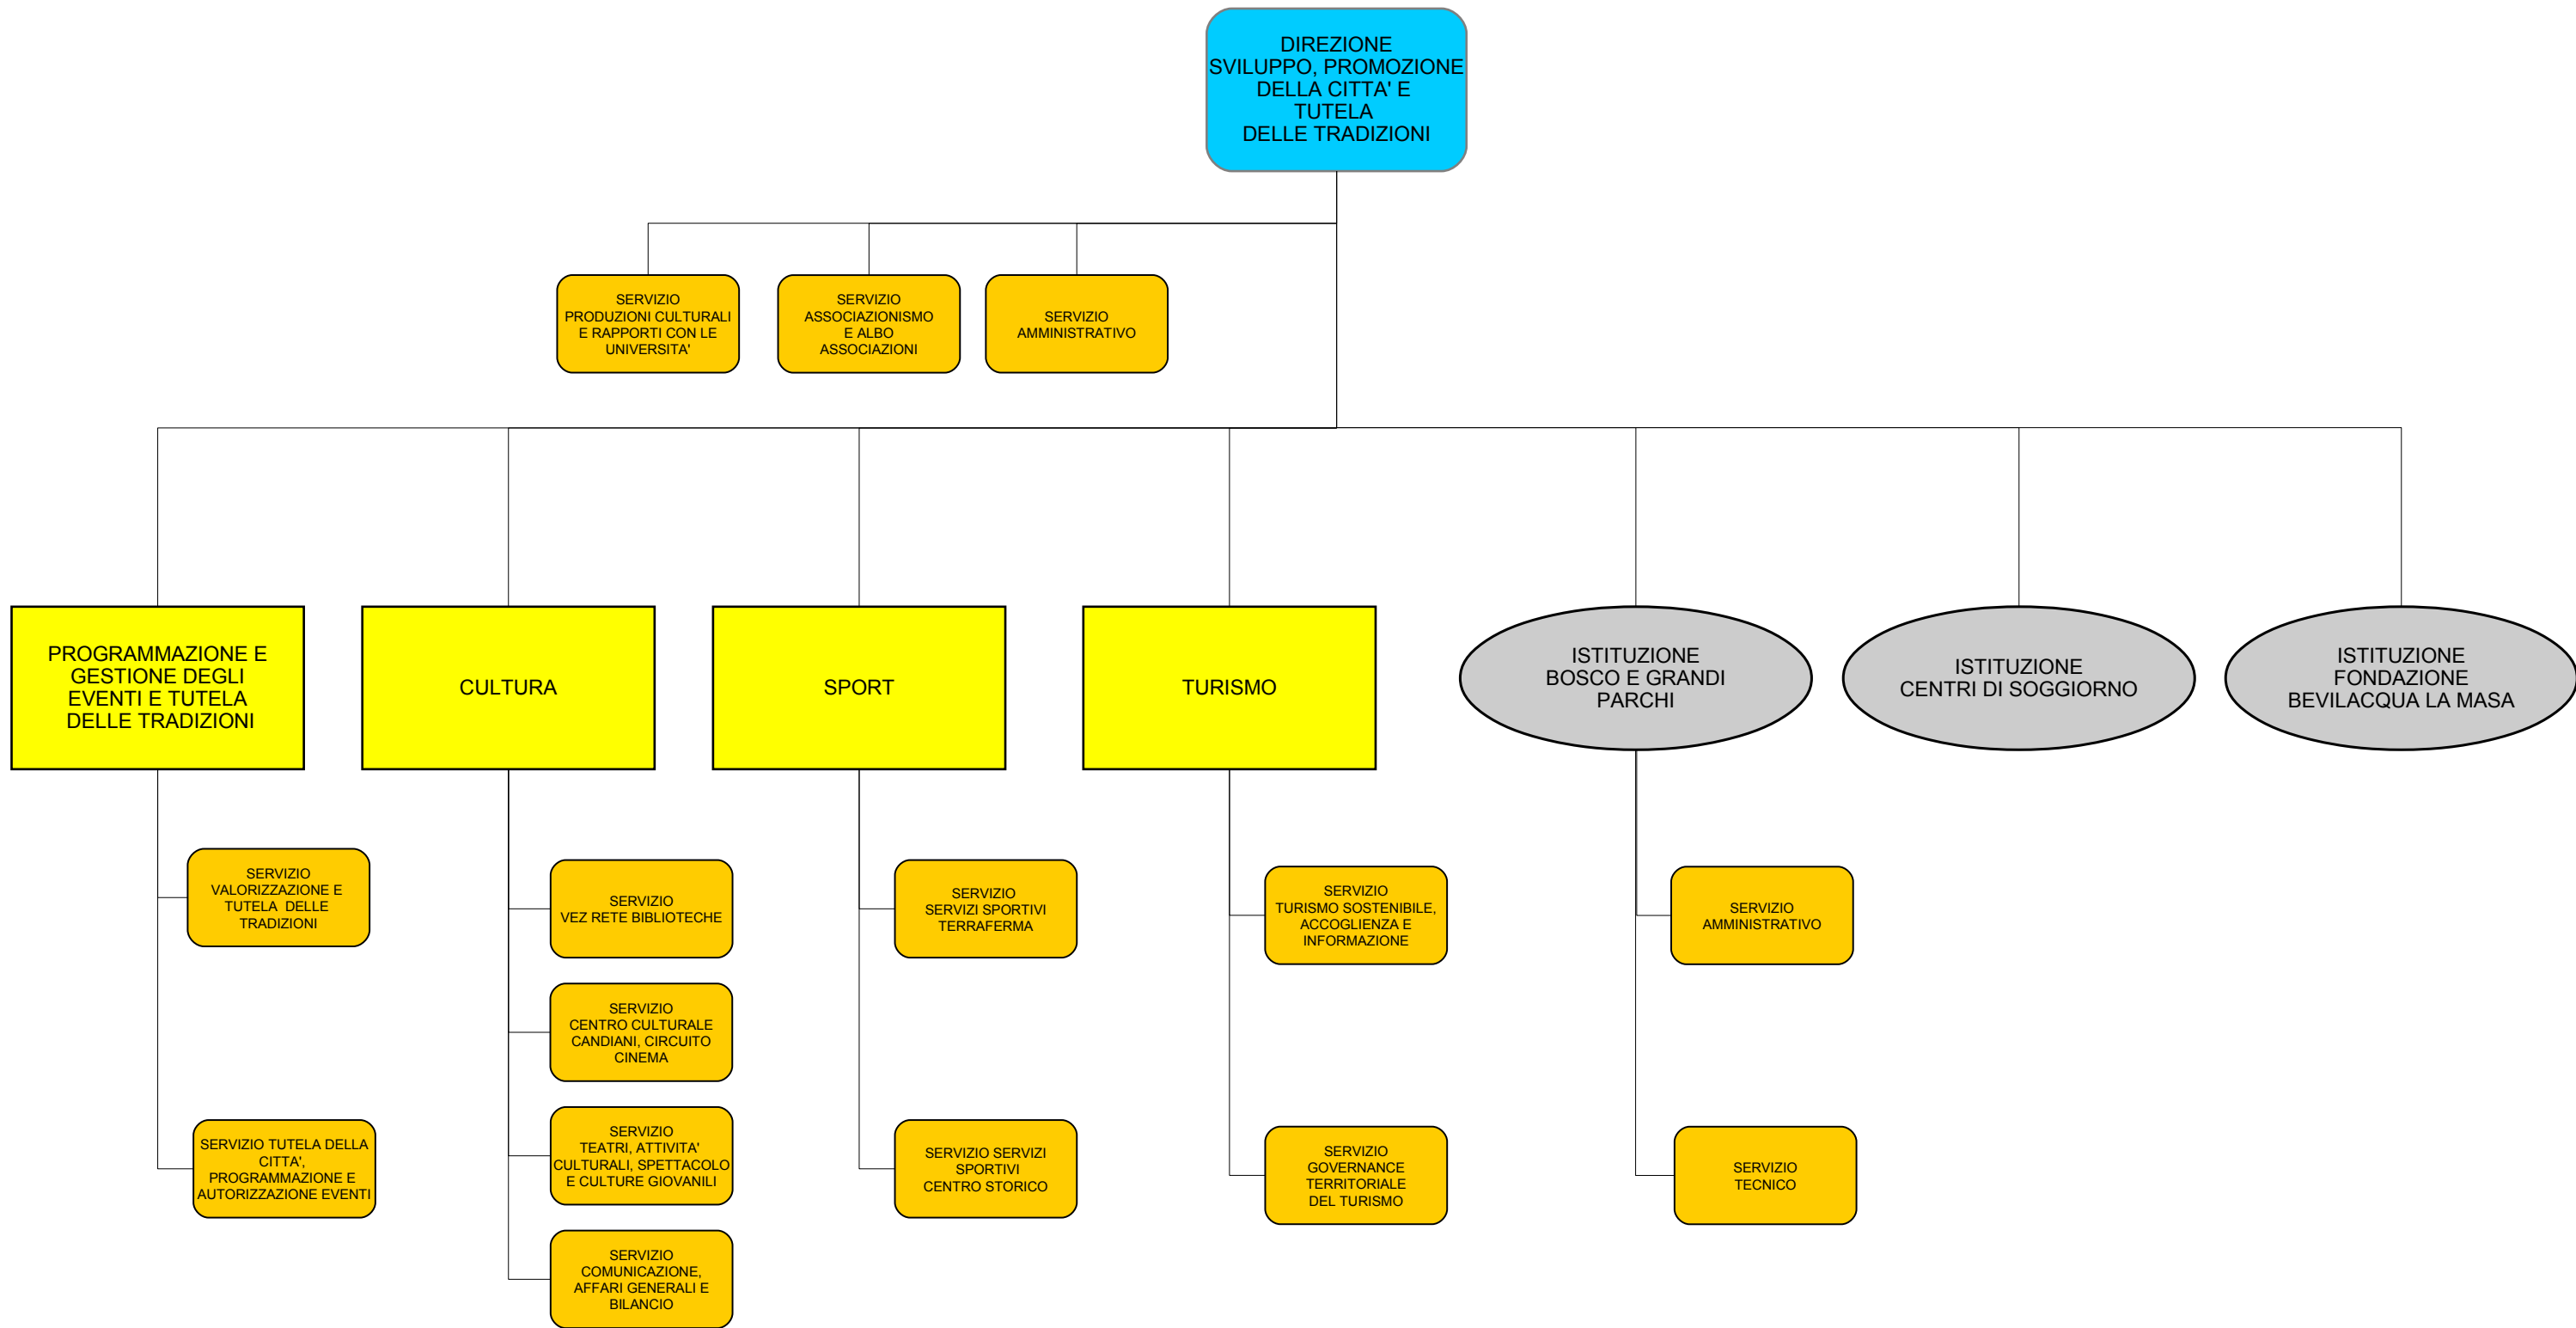 DIREZIONE
SVILUPPO, PROMOZIONE
DELLA CITTA' E
TUTELA
DELLE TRADIZIONI
SERVIZIO
PRODUZIONI CULTURALI
E RAPPORTI CON LE
UNIVERSITA'
SERVIZIO
ASSOCIAZIONISMO
E ALBO
ASSOCIAZIONI
SERVIZIO
AMMINISTRATIVO
PROGRAMMAZIONE E
GESTIONE DEGLI
EVENTI E TUTELA
DELLE TRADIZIONI
CULTURA
SPORT
TURISMO
ISTITUZIONE
BOSCO E GRANDI
PARCHI
ISTITUZIONE
CENTRI DI SOGGIORNO
ISTITUZIONE
FONDAZIONE
BEVILACQUA LA MASA
SERVIZIO
VALORIZZAZIONE E
TUTELA DELLE
TRADIZIONI
SERVIZIO
VEZ RETE BIBLIOTECHE
SERVIZIO
SERVIZI SPORTIVI
TERRAFERMA
SERVIZIO
TURISMO SOSTENIBILE,
ACCOGLIENZA E
INFORMAZIONE
SERVIZIO
AMMINISTRATIVO
SERVIZIO
CENTRO CULTURALE
CANDIANI, CIRCUITO
CINEMA
SERVIZIO TUTELA DELLA
CITTA',
PROGRAMMAZIONE E
AUTORIZZAZIONE EVENTI
SERVIZIO
TEATRI, ATTIVITA'
CULTURALI, SPETTACOLO
E CULTURE GIOVANILI
SERVIZIO SERVIZI
SPORTIVI
CENTRO STORICO
SERVIZIO
GOVERNANCE
TERRITORIALE
DEL TURISMO
SERVIZIO
TECNICO
SERVIZIO
COMUNICAZIONE,
AFFARI GENERALI E
BILANCIO